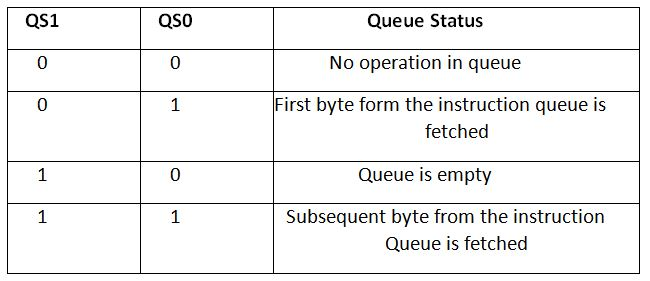 QS1 QS0 Queue Status
0 0 No operation in queue
0 1 First byte form the instruction queue is
fetched
1 0 Queue is empty
1 1 Subsequent byte from the instruction
Queue is fetched